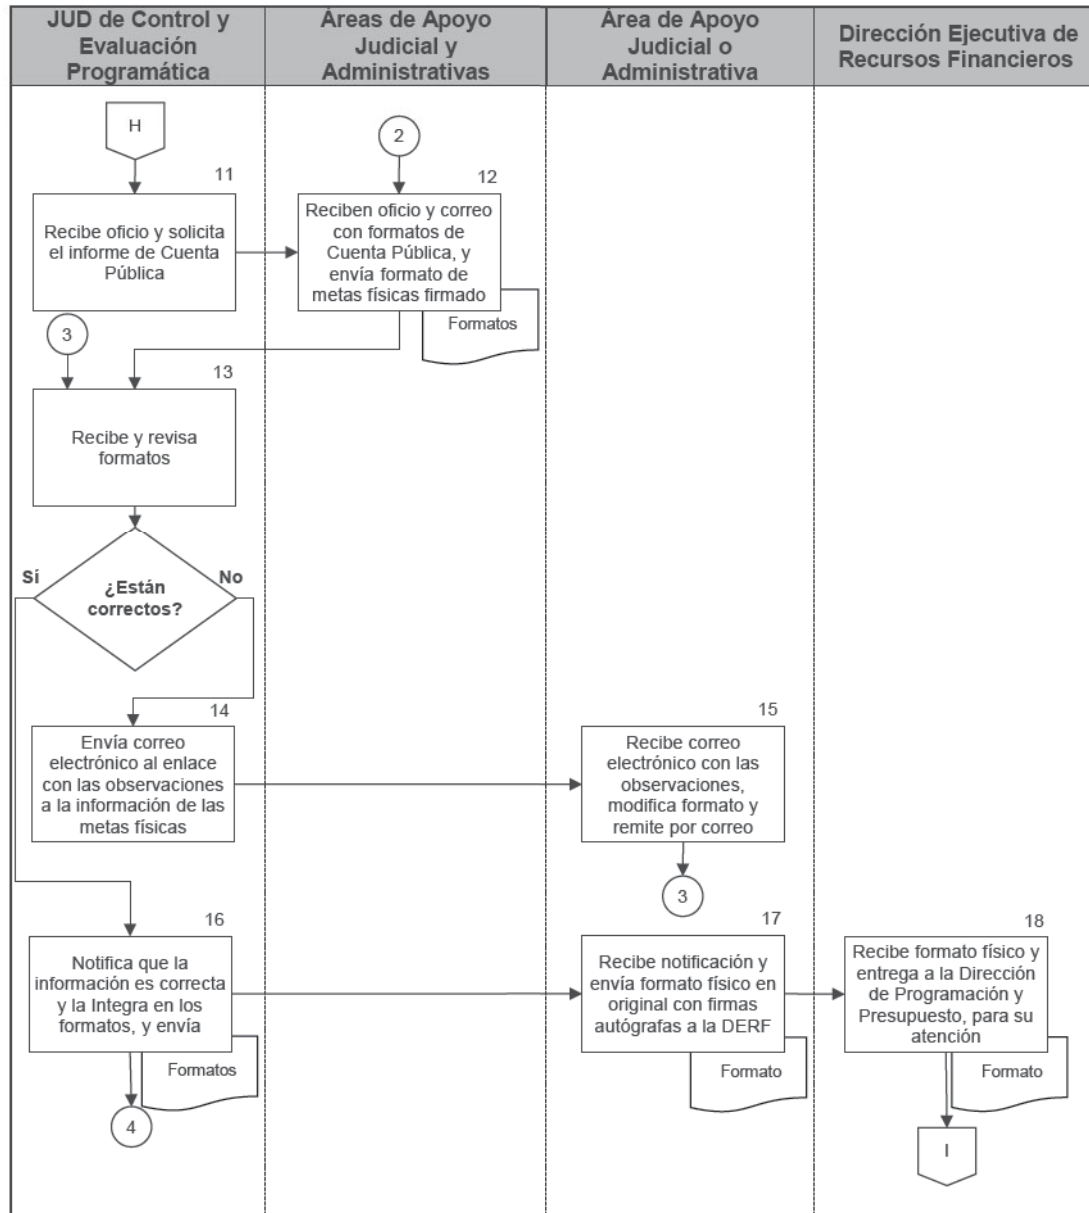 JUD de Control y
Evaluación
Programática
Áreas de Apoyo
Judicial y
Administrativas
Área de Apoyo
Judicial o
Administrativa
Dirección Ejecutiva de
Recursos Financieros
H
2
11
Recibe oficio y solicita
el informe de Cuenta
Pública
12
Reciben oficio y correo
con formatos de
Cuenta Pública, y
envía formato de
metas físicas firmado
Formatos
3
13
Recibe y revisa
formatos
Sí
¿Están
correctos?
No
14
Envía correo
electrónico al enlace
con las observaciones
a la información de las
metas físicas
15
Recibe correo
electrónico con las
observaciones,
modifica formato y
remite por correo
3
16
Notifica que la
información es correcta
y la Integra en los
formatos, y envía
Formatos
4
17
Recibe notificación y
envía formato físico en
original con firmas
autógrafas a la DERF
Formato
18
Recibe formato físico y
entrega a la Dirección
de Programación y
Presupuesto, para su
atención
Formato
I